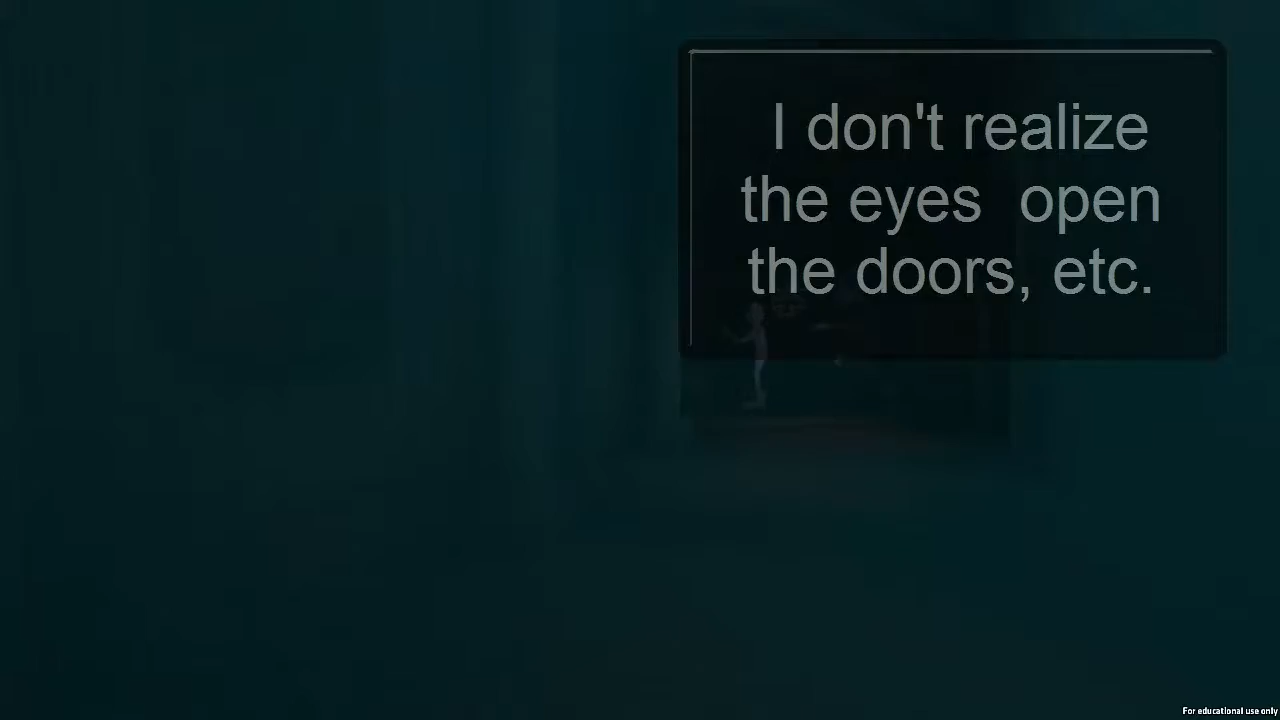 I don't realize
the eyes  open
the doors, etc.
For educational use only